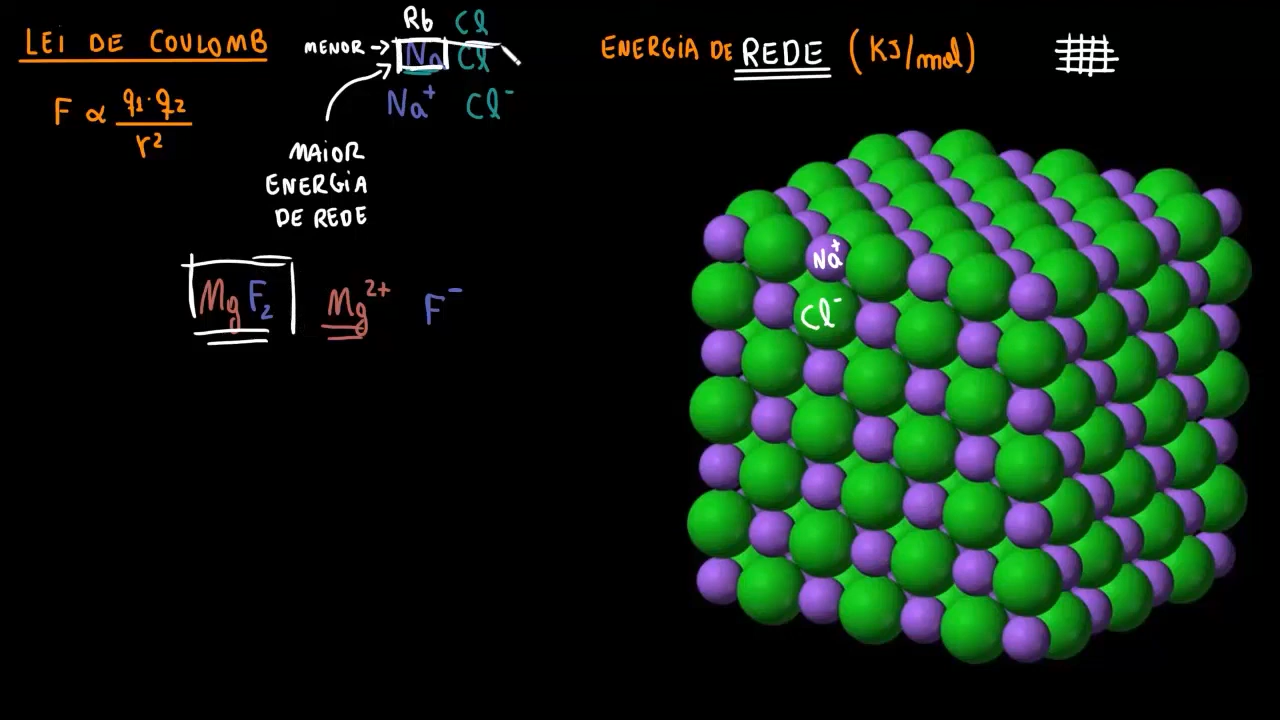 LEI DE COULOMB
F ∝ q1·q2 / r²
Rb Cl
MENOR → Na Cl
Na⁺ Cl⁻
MAIOR
ENERGIA
DE REDE
MgF₂ Mg²⁺ F⁻
ENERGIA DE REDE (KJ/mol)
Na⁺
Cl⁻